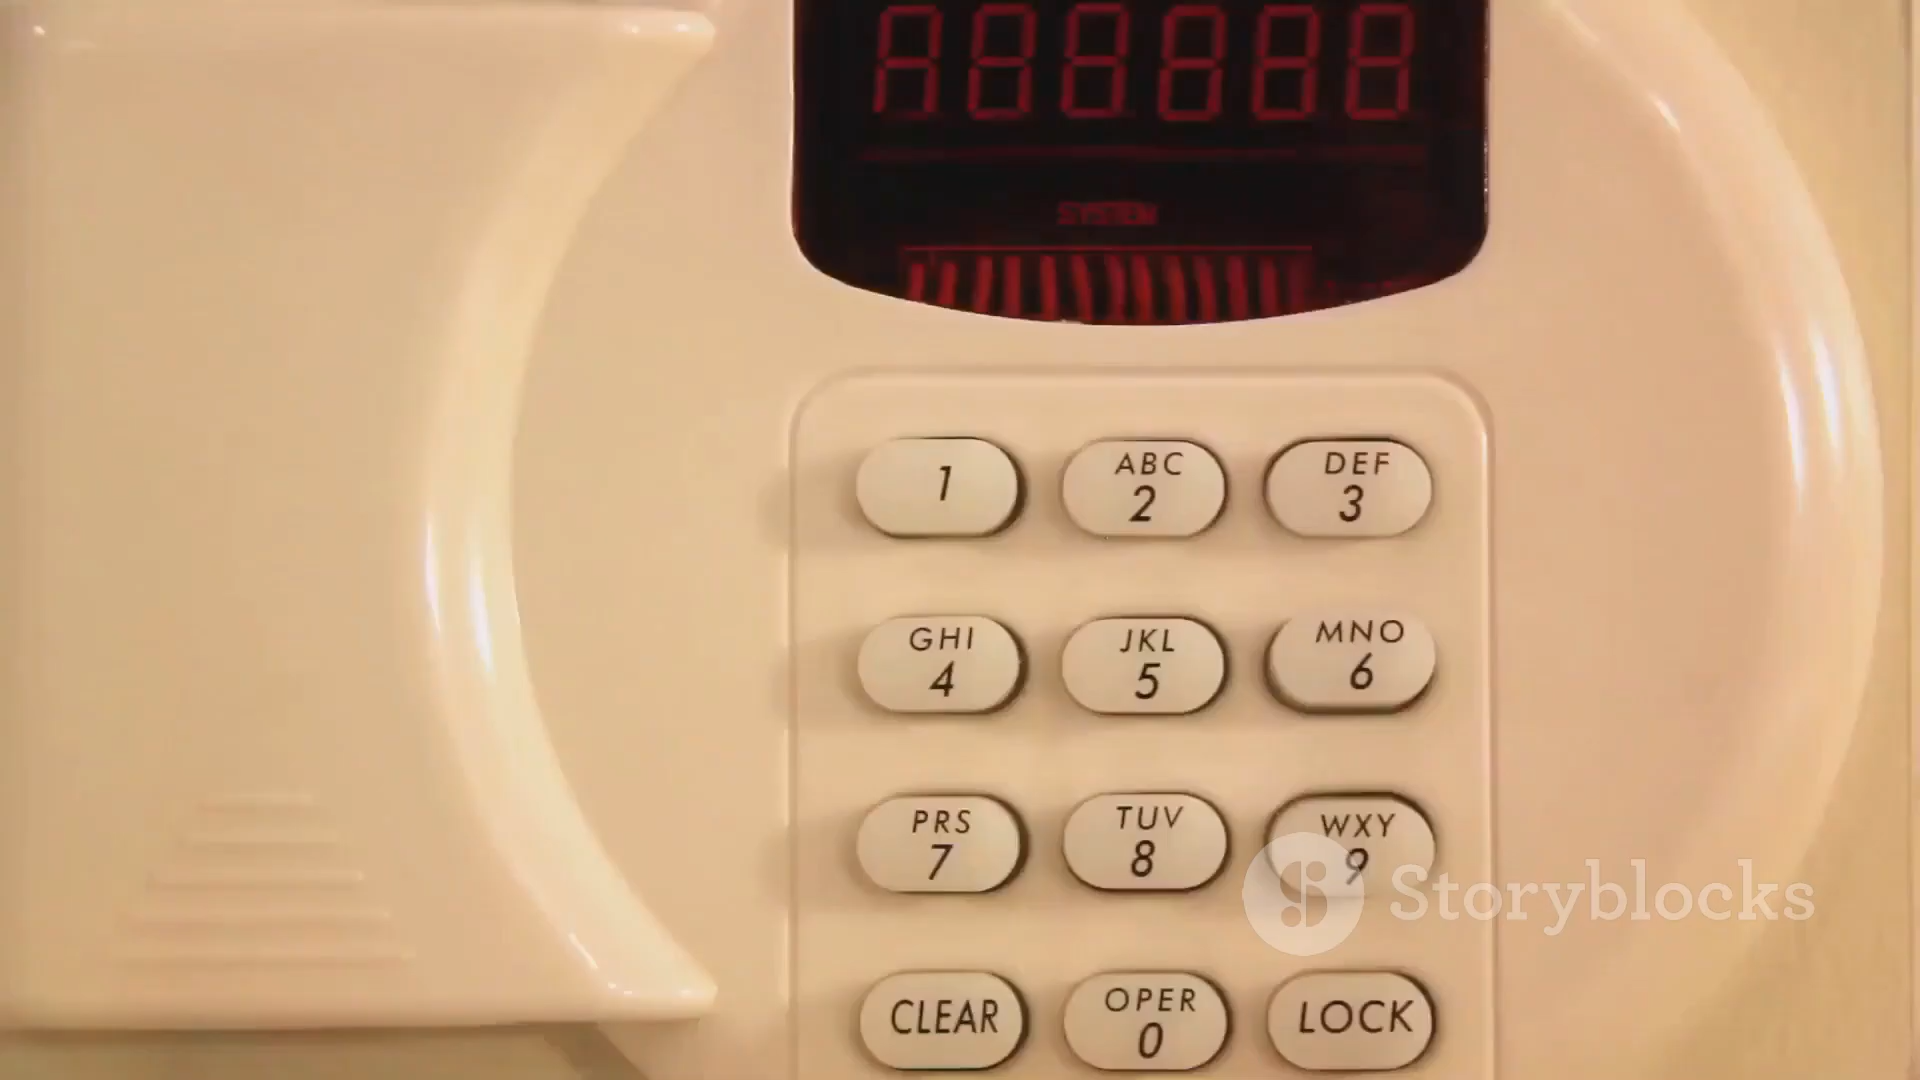 SYSTEM
1
ABC
2
DEF
3
GHI
4
JKL
5
MNO
6
PRS
7
TUV
8
WXY
9
Storyblocks
CLEAR
OPER
0
LOCK